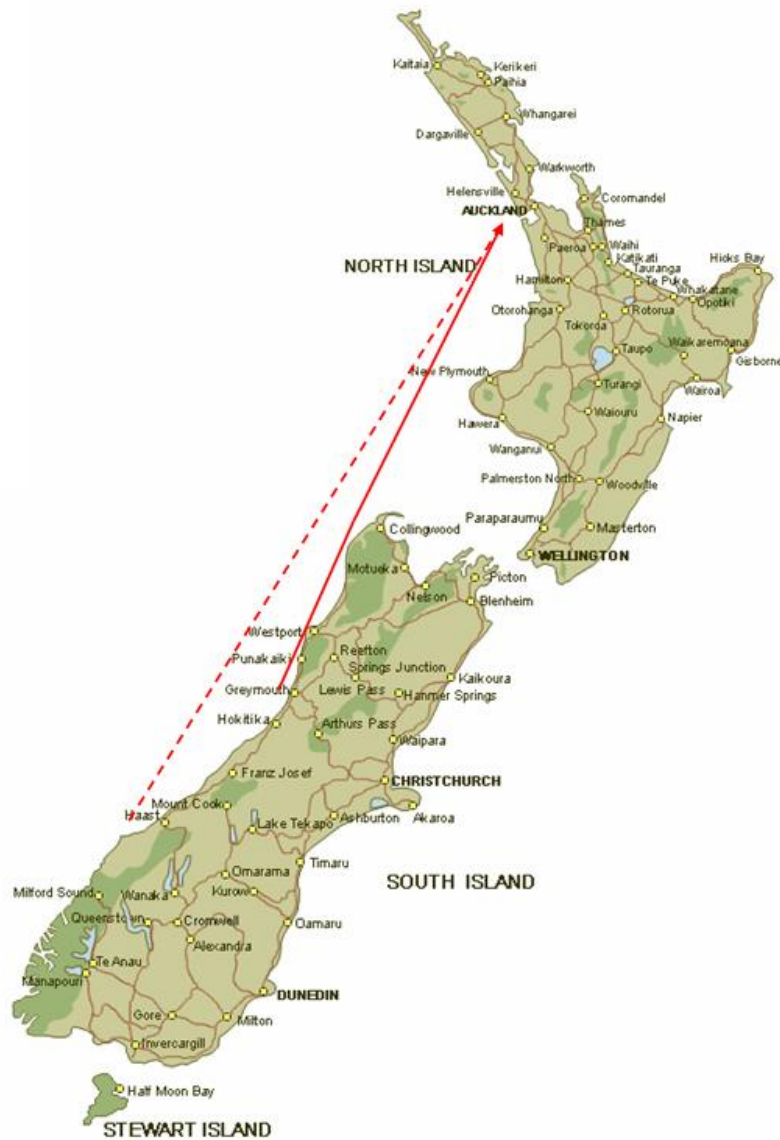 Kaitaia
Kerikeri
Paihia
Whangarei
Dargaville
Warkworth
Helensville
Coromandel
AUCKLAND
Thames
NORTH ISLAND
Paeroa
Waihi
Katikati
Hicks Bay
Tauranga
Hamilton
Te Puke
Whakatane
Opotiki
Otorohanga
Rotorua
Tokoroa
Waikaremoana
Taupo
Gisborne
New Plymouth
Turangi
Wairoa
Hawera
Waiouru
Napier
Wanganui
Palmerston North
Woodville
Paraparaumu
Masterton
Collingwood
WELLINGTON
Motueka
Picton
Nelson
Blenheim
Westport
Reefton
Punakaiki
Springs Junction
Kaikoura
Greymouth
Lewis Pass
Hanmer Springs
Hokitika
Arthurs Pass
Waipara
Franz Josef
CHRISTCHURCH
Mount Cook
Akaroa
Haast
Lake Tekapo
Ashburton
Timaru
Omarama
SOUTH ISLAND
Milford Sound
Wanaka
Kurow
Queenstown
Cromwell
Oamaru
Alexandra
Te Anau
Manapouri
DUNEDIN
Gore
Milton
Invercargill
Half Moon Bay
STEWART ISLAND